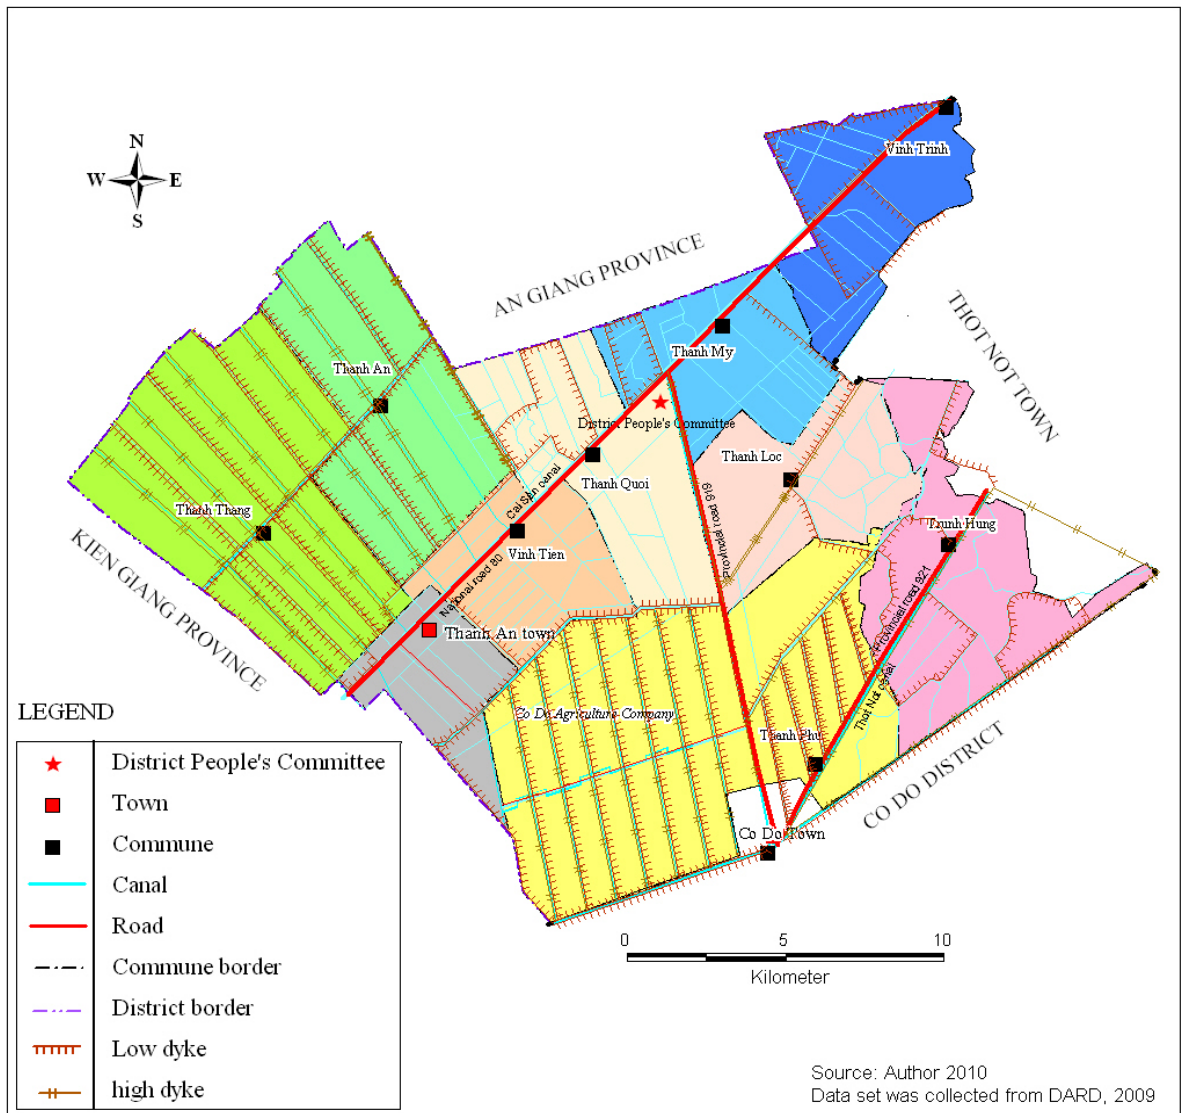 N
W E
S
Vinh Trinh
AN GIANG PROVINCE
THOT NOT TOWN
Thanh My
Thanh An
District People's Committee
Thanh Loc
Cai San canal
Thanh Quoi
Provincial road 919
Thanh Thang
Trunh Hung
Vinh Tien
National road 80
Provincial road 921
KIEN GIANG PROVINCE
Thanh An town
Thot Not canal
Co Do Agriculture Company
Thanh Phu
CO DO DISTRICT
Co Do Town
LEGEND
District People's Committee
Town
Commune
Canal
Road
Commune border
District border
Low dyke
high dyke
0 5 10
Kilometer
Source: Author 2010
Data set was collected from DARD, 2009